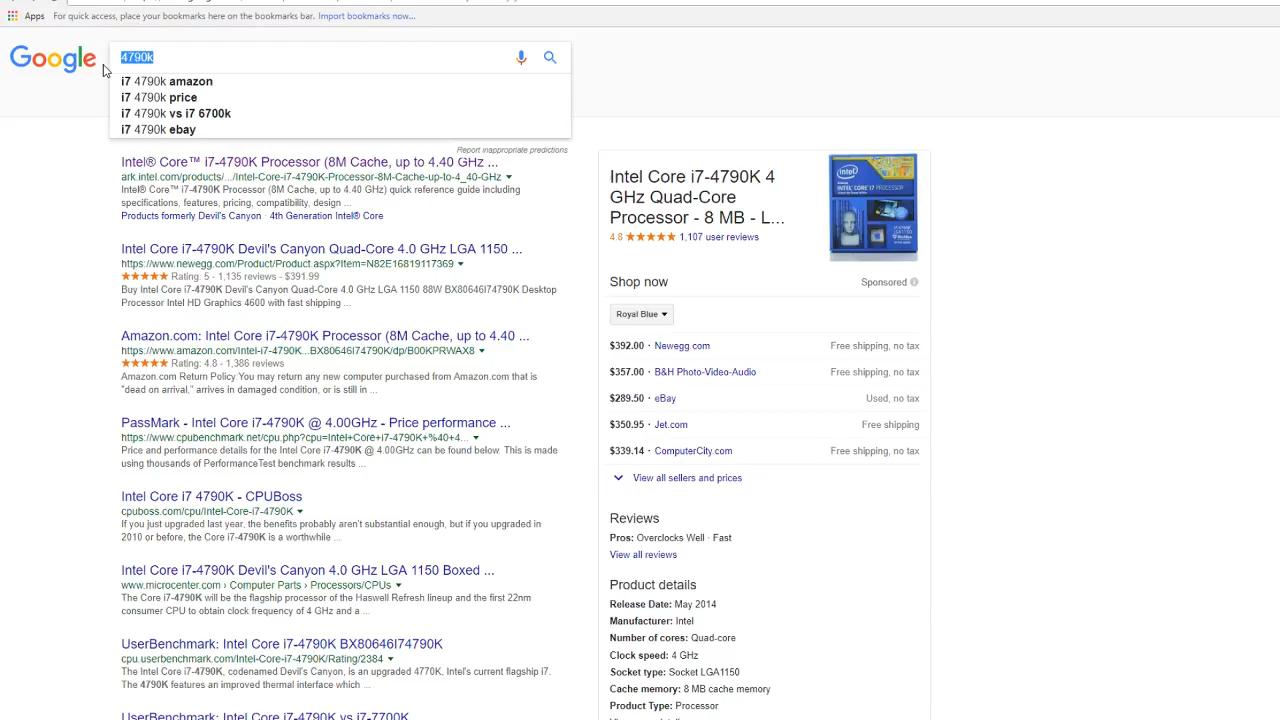 Apps For quick access, place your bookmarks here on the bookmarks bar. Import bookmarks now...
Google
4790k
i7 4790k amazon
i7 4790k price
i7 4790k vs i7 6700k
i7 4790k ebay
Report inappropriate predictions
Intel® Core™ i7-4790K Processor (8M Cache, up to 4.40 GHz ...
ark.intel.com/products/.../Intel-Core-i7-4790K-Processor-8M-Cache-up-to-4_40-GHz
Intel® Core™ i7-4790K Processor (8M Cache, up to 4.40 GHz) quick reference guide including
specifications, features, pricing, compatibility, design ...
Products formerly Devil's Canyon · 4th Generation Intel® Core
Intel Core i7-4790K Devil's Canyon Quad-Core 4.0 GHz LGA 1150 ...
https://www.newegg.com/Product/Product.aspx?Item=N82E16819117369
Rating: 5 - 1,135 reviews - $391.99
Buy Intel Core i7-4790K Devil's Canyon Quad-Core 4.0 GHz LGA 1150 88W BX80646I74790K Desktop
Processor Intel HD Graphics 4600 with fast shipping ...
Amazon.com: Intel Core i7-4790K Processor (8M Cache, up to 4.40 ...
https://www.amazon.com/Intel-i7-4790K...BX80646I74790K/dp/B00KPRWAX8
Rating: 4.8 - 1,386 reviews
Amazon.com Return Policy:You may return any new computer purchased from Amazon.com that is
"dead on arrival," arrives in damaged condition, or is still in ...
PassMark - Intel Core i7-4790K @ 4.00GHz - Price performance ...
https://www.cpubenchmark.net/cpu.php?cpu=Intel+Core+i7-4790K+%40+4...
Price and performance details for the Intel Core i7-4790K @ 4.00GHz can be found below. This is made
using thousands of PerformanceTest benchmark results ...
Intel Core i7 4790K - CPUBoss
cpuboss.com/cpu/Intel-Core-i7-4790K
If you just upgraded last year, the benefits probably aren't substantial enough, but if you upgraded in
2010 or before, the Core i7-4790K is a worthwhile ...
Intel Core i7-4790K Devil's Canyon 4.0 GHz LGA 1150 Boxed ...
www.microcenter.com › Computer Parts › Processors/CPUs
The Core i7-4790K will be the flagship processor of the Haswell Refresh lineup and the first 22nm
consumer CPU to obtain clock frequency of 4 GHz and a ...
UserBenchmark: Intel Core i7-4790K BX80646I74790K
cpu.userbenchmark.com/Intel-Core-i7-4790K/Rating/2384
The Intel Core i7-4790K, codenamed Devil's Canyon, is an upgraded 4770K, Intel's current flagship i7.
The 4790K features an improved thermal interface which ...
UserBenchmark: Intel Core i7-4790K vs i7-7700K
Intel Core i7-4790K 4
GHz Quad-Core
Processor - 8 MB - L...
4.8 1,107 user reviews
Shop now Sponsored
Royal Blue
$392.00 · Newegg.com Free shipping, no tax
$357.00 · B&H Photo-Video-Audio Free shipping, no tax
$289.50 · eBay Used, no tax
$350.95 · Jet.com Free shipping
$339.14 · ComputerCity.com Free shipping, no tax
View all sellers and prices
Reviews
Pros: Overclocks Well · Fast
View all reviews
Product details
Release Date: May 2014
Manufacturer: Intel
Number of cores: Quad-core
Clock speed: 4 GHz
Socket type: Socket LGA1150
Cache memory: 8 MB cache memory
Product Type: Processor